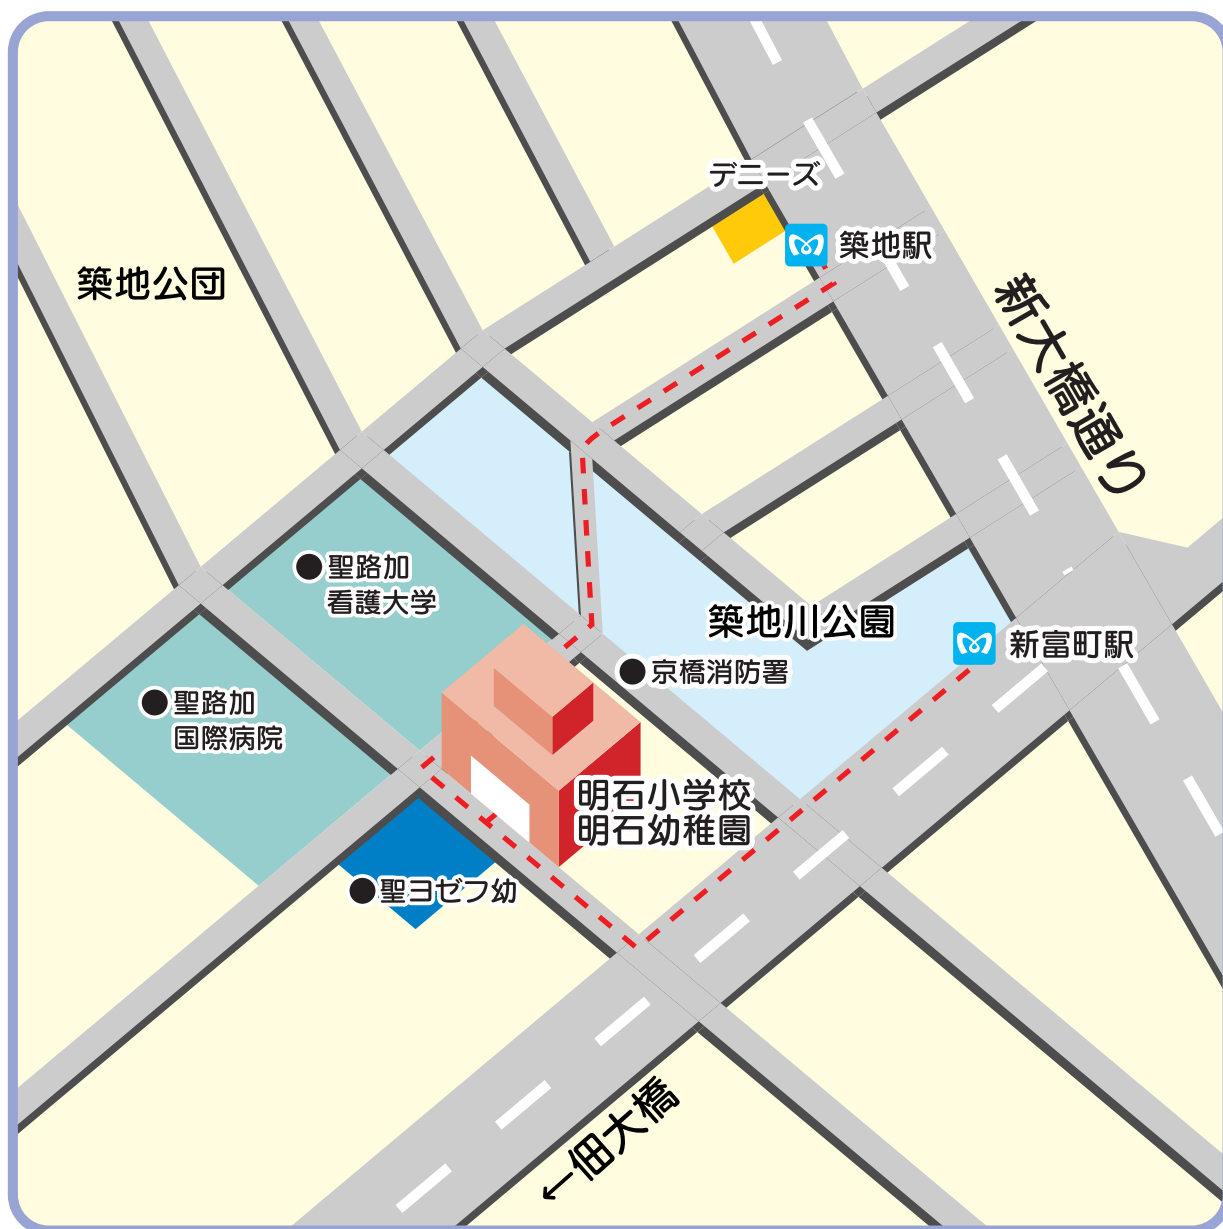 デニーズ
築地駅
築地公団
新大橋通り
聖路加
看護大学
築地川公園
新富町駅
京橋消防署
聖路加
国際病院
明石小学校
明石幼稚園
聖ヨゼフ幼
←佃大橋